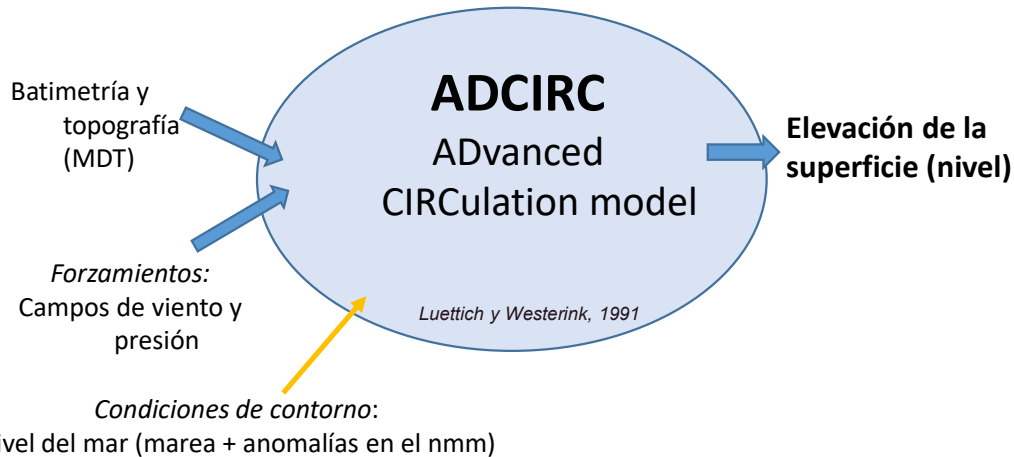 Batimetría y
topografía
(MDT)
ADCIRC
ADvanced
CIRCulation model
Luettich y Westerink, 1991
Elevación de la
superficie (nivel)
Forzamientos:
Campos de viento y
presión
Condiciones de contorno:
ivel del mar (marea + anomalías en el nmm)